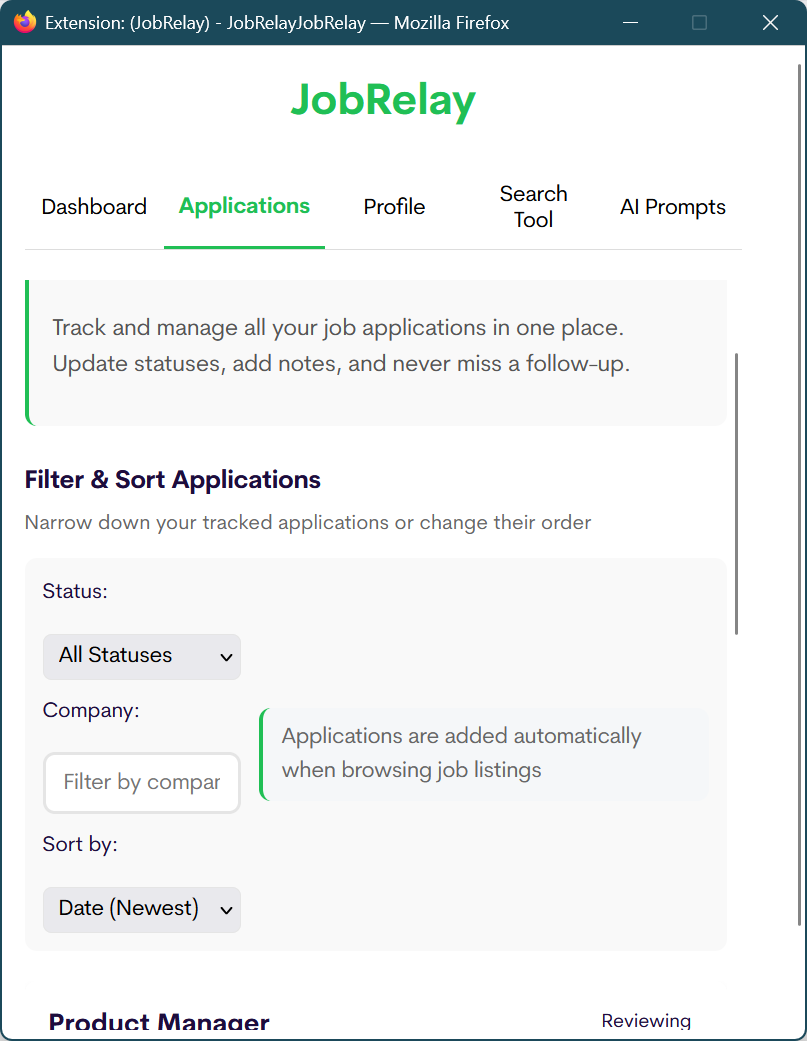 Extension: (JobRelay) - JobRelayJobRelay — Mozilla Firefox
JobRelay
Dashboard
Applications
Profile
Search
Tool
AI Prompts
Track and manage all your job applications in one place.
Update statuses, add notes, and never miss a follow-up.
Filter & Sort Applications
Narrow down your tracked applications or change their order
Status:
All Statuses
Company:
Filter by compar
Applications are added automatically
when browsing job listings
Sort by:
Date (Newest)
Product Manager
Reviewing